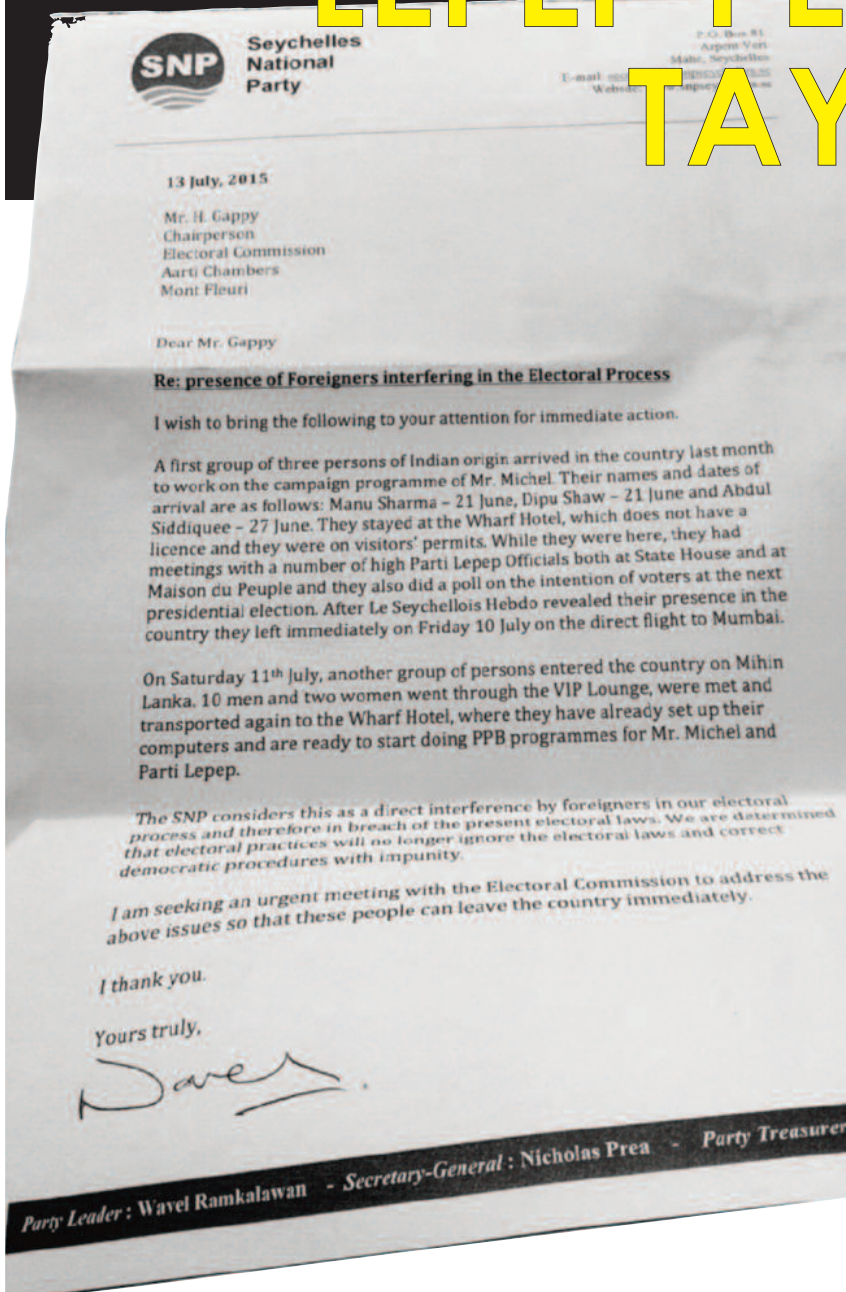 TAY
SNP
Seychelles
National
Party
P.O. Box 81
Arpent Vert
Mahe, Seychelles
E-mail
Website:
13 July, 2015
Mr. H. Gappy
Chairperson
Electoral Commission
Aarti Chambers
Mont Fleuri
Dear Mr. Gappy
Re: presence of Foreigners interfering in the Electoral Process
I wish to bring the following to your attention for immediate action.
A first group of three persons of Indian origin arrived in the country last month
to work on the campaign programme of Mr. Michel. Their names and dates of
arrival are as follows: Manu Sharma – 21 June, Dipu Shaw – 21 June and Abdul
Siddiquee – 27 June. They stayed at the Wharf Hotel, which does not have a
licence and they were on visitors' permits. While they were here, they had
meetings with a number of high Parti Lepep Officials both at State House and at
Maison du Peuple and they also did a poll on the intention of voters at the next
presidential election. After Le Seychellois Hebdo revealed their presence in the
country they left immediately on Friday 10 July on the direct flight to Mumbai.
On Saturday 11th July, another group of persons entered the country on Mihin
Lanka. 10 men and two women went through the VIP Lounge, were met and
transported again to the Wharf Hotel, where they have already set up their
computers and are ready to start doing PPB programmes for Mr. Michel and
Parti Lepep.
The SNP considers this as a direct interference by foreigners in our electoral
process and therefore in breach of the present electoral laws. We are determined
that electoral practices will no longer ignore the electoral laws and correct
democratic procedures with impunity.
I am seeking an urgent meeting with the Electoral Commission to address the
above issues so that these people can leave the country immediately.
I thank you.
Yours truly,
Party Leader : Wavel Ramkalawan - Secretary-General : Nicholas Prea - Party Treasurer